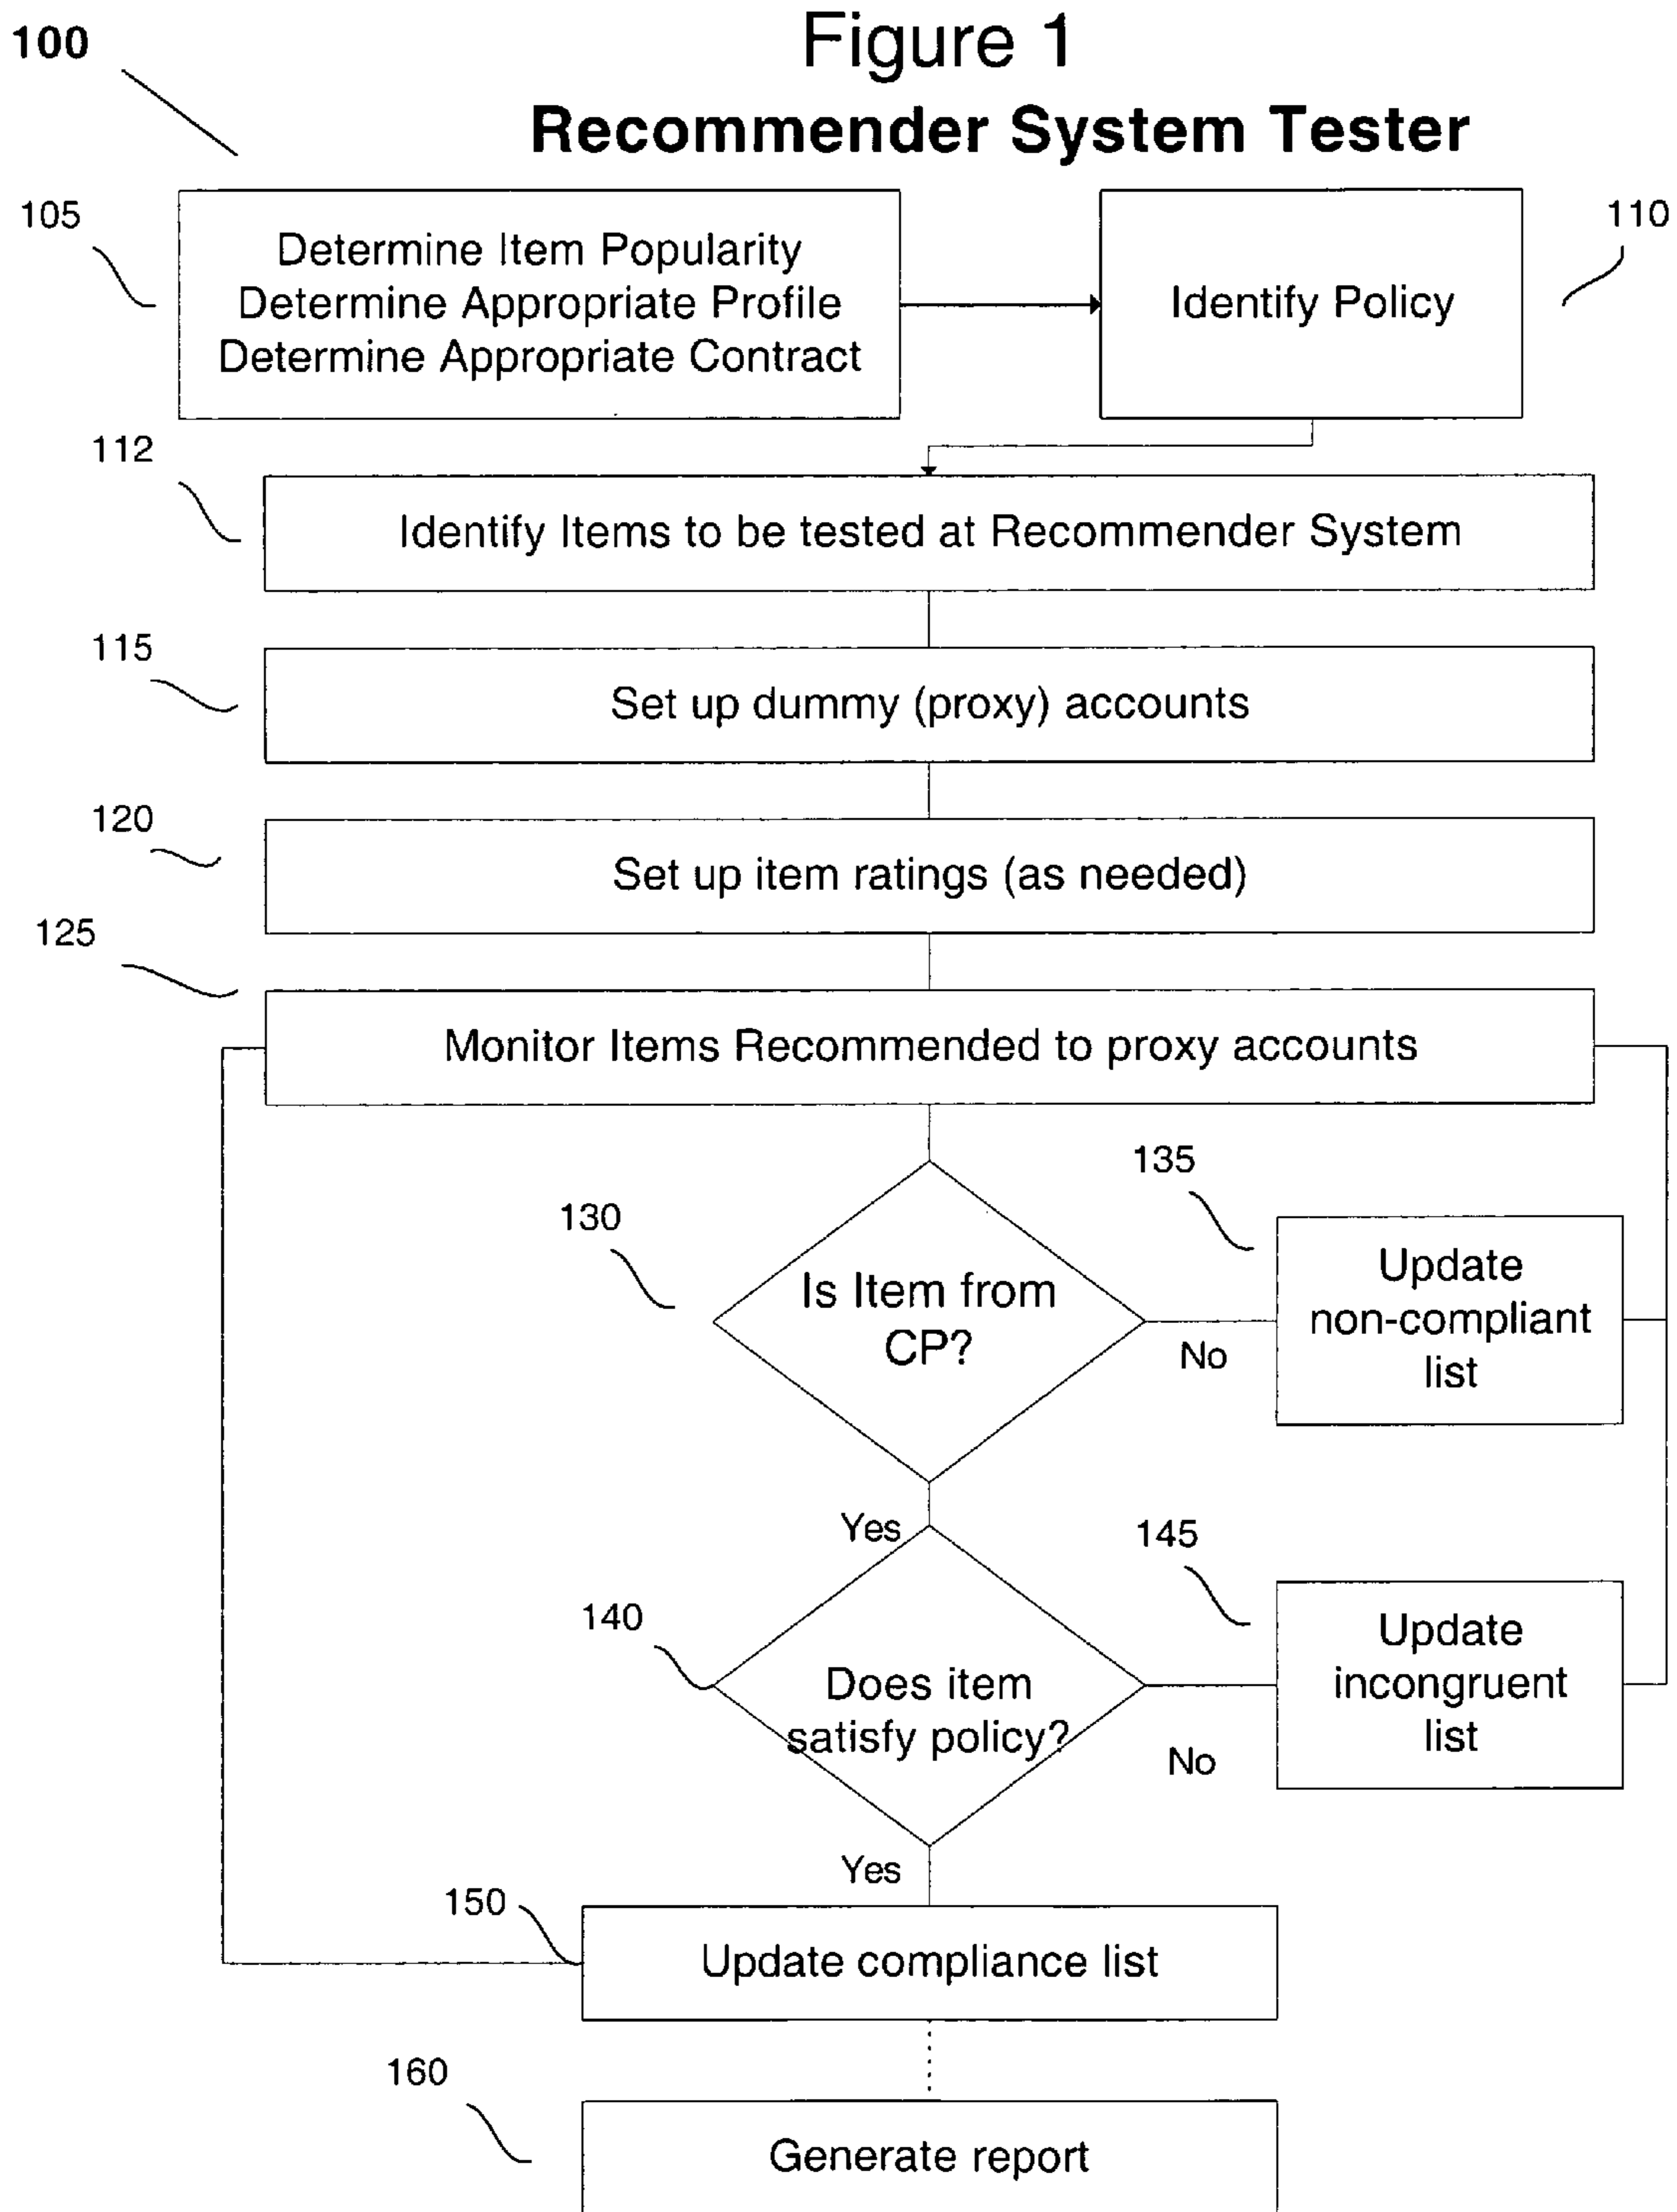 100
Figure 1
Recommender System Tester
105
Determine Item Popularity
Determine Appropriate Profile
Determine Appropriate Contract
Identify Policy
110
112
Identify Items to be tested at Recommender System
115
Set up dummy (proxy) accounts
120
Set up item ratings (as needed)
125
Monitor Items Recommended to proxy accounts
130
Is Item from
CP?
No
135
Update
non-compliant
list
Yes
140
Does item
satisfy policy?
No
145
Update
incongruent
list
Yes
150
Update compliance list
160
Generate report